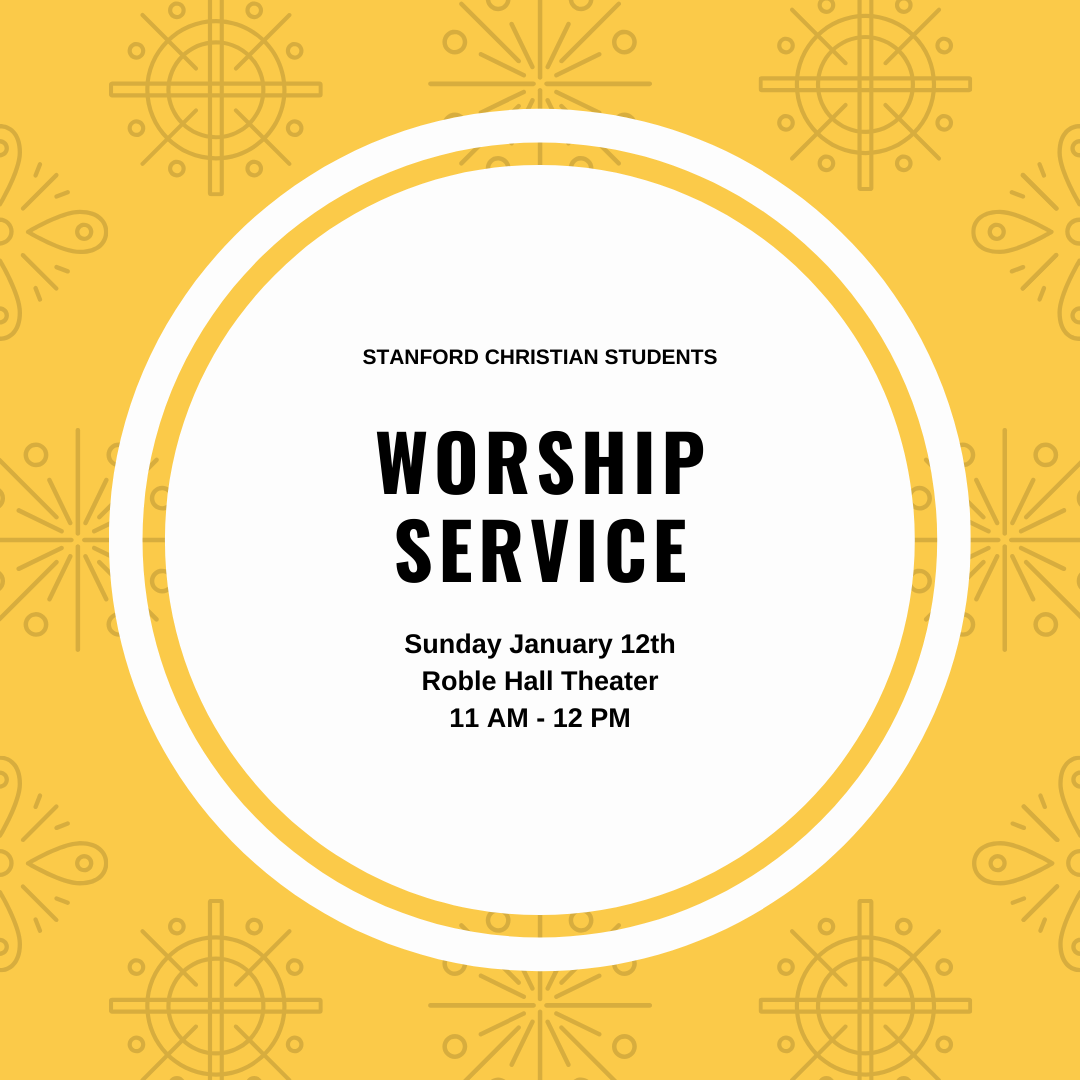 STANFORD CHRISTIAN STUDENTS
WORSHIP
SERVICE
Sunday January 12th
Roble Hall Theater
11 AM - 12 PM